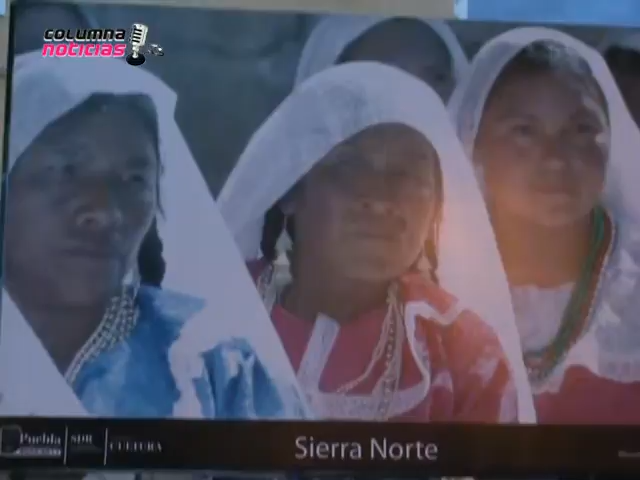 COLUMNA
NOTICIAS
Puebla
SDR
CULTURA
Sierra Norte